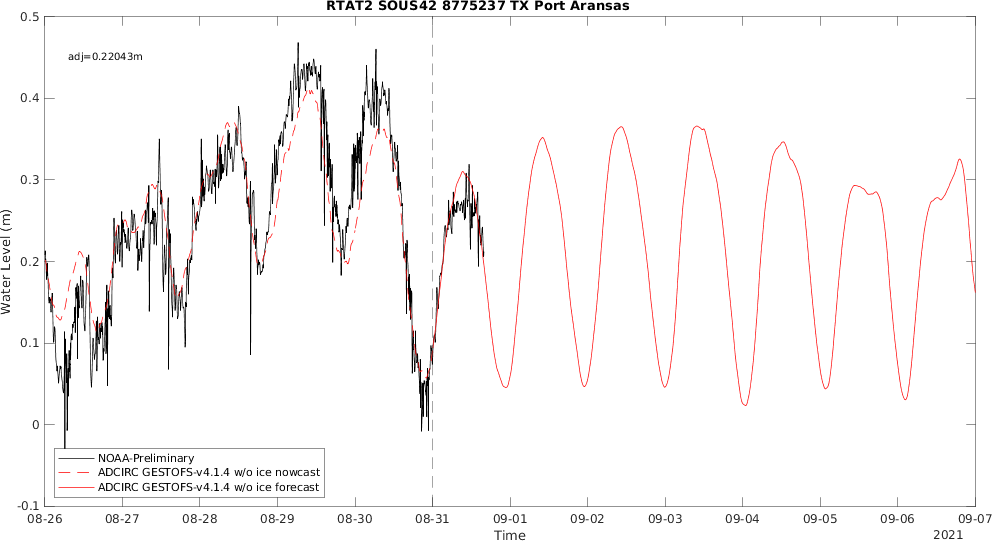 RTAT2 SOUS42 8775237 TX Port Aransas
0.5
adj=0.22043m
0.4
0.3
0.2
0.1
0
-0.1
Water Level (m)
NOAA-Preliminary
ADCIRC GESTOFS-v4.1.4 w/o ice nowcast
ADCIRC GESTOFS-v4.1.4 w/o ice forecast
08-26 08-27 08-28 08-29 08-30 08-31 09-01 09-02 09-03 09-04 09-05 09-06 09-07
Time
2021